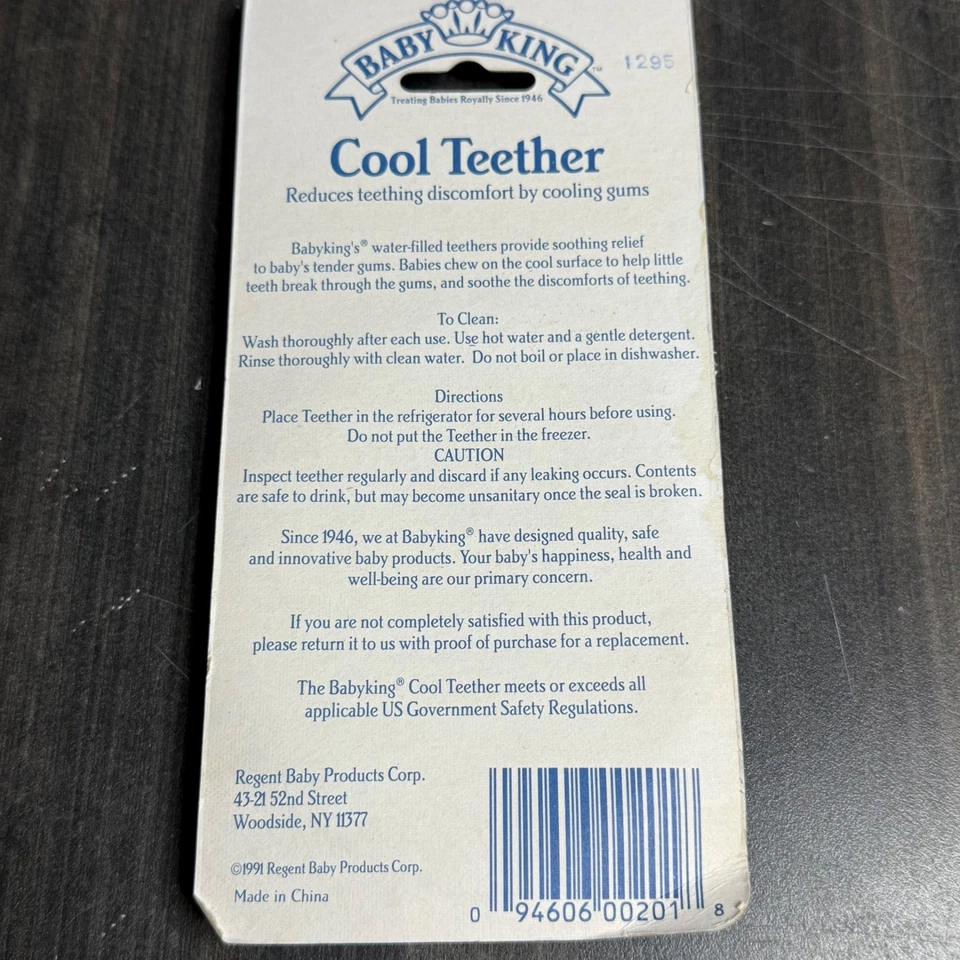 BABY KING™
1295
Treating Babies Royally Since 1946
Cool Teether
Reduces teething discomfort by cooling gums
Babyking's® water-filled teethers provide soothing relief
to baby's tender gums. Babies chew on the cool surface to help little
teeth break through the gums, and soothe the discomforts of teething.
To Clean:
Wash thoroughly after each use. Use hot water and a gentle detergent.
Rinse thoroughly with clean water. Do not boil or place in dishwasher.
Directions
Place Teether in the refrigerator for several hours before using.
Do not put the Teether in the freezer.
CAUTION
Inspect teether regularly and discard if any leaking occurs. Contents
are safe to drink, but may become unsanitary once the seal is broken.
Since 1946, we at Babyking® have designed quality, safe
and innovative baby products. Your baby's happiness, health and
well-being are our primary concern.
If you are not completely satisfied with this product,
please return it to us with proof of purchase for a replacement.
The Babyking® Cool Teether meets or exceeds all
applicable US Government Safety Regulations.
Regent Baby Products Corp.
43-21 52nd Street
Woodside, NY 11377
©1991 Regent Baby Products Corp.
Made in China
0 94606 00201 8